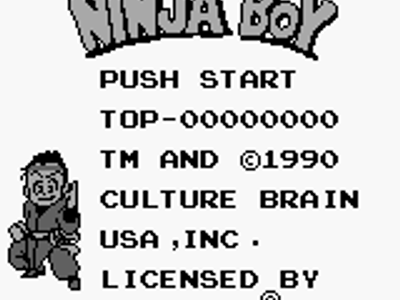 NINJA BOY
PUSH START
TOP-00000000
TM AND ©1990
CULTURE BRAIN
USA ,INC .
LICENSED BY